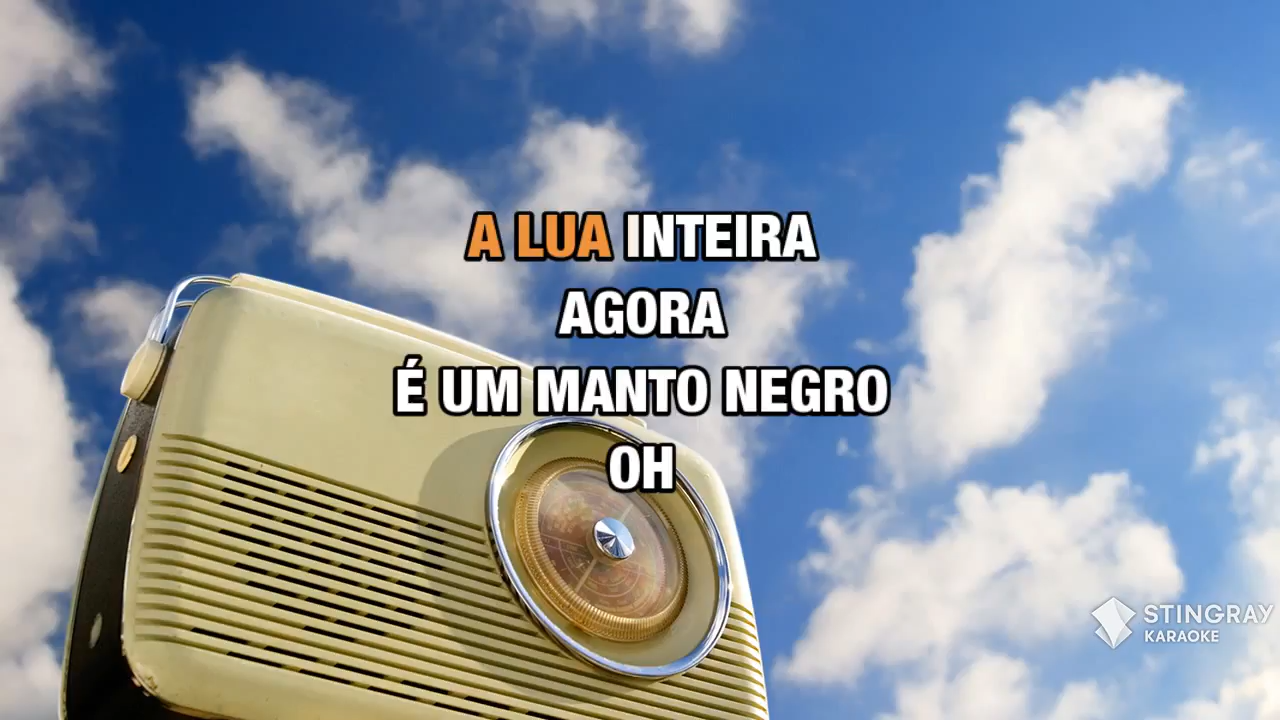 A LUA INTEIRA
AGORA
É UM MANTO NEGRO
OH
STINGRAY
KARAOKE